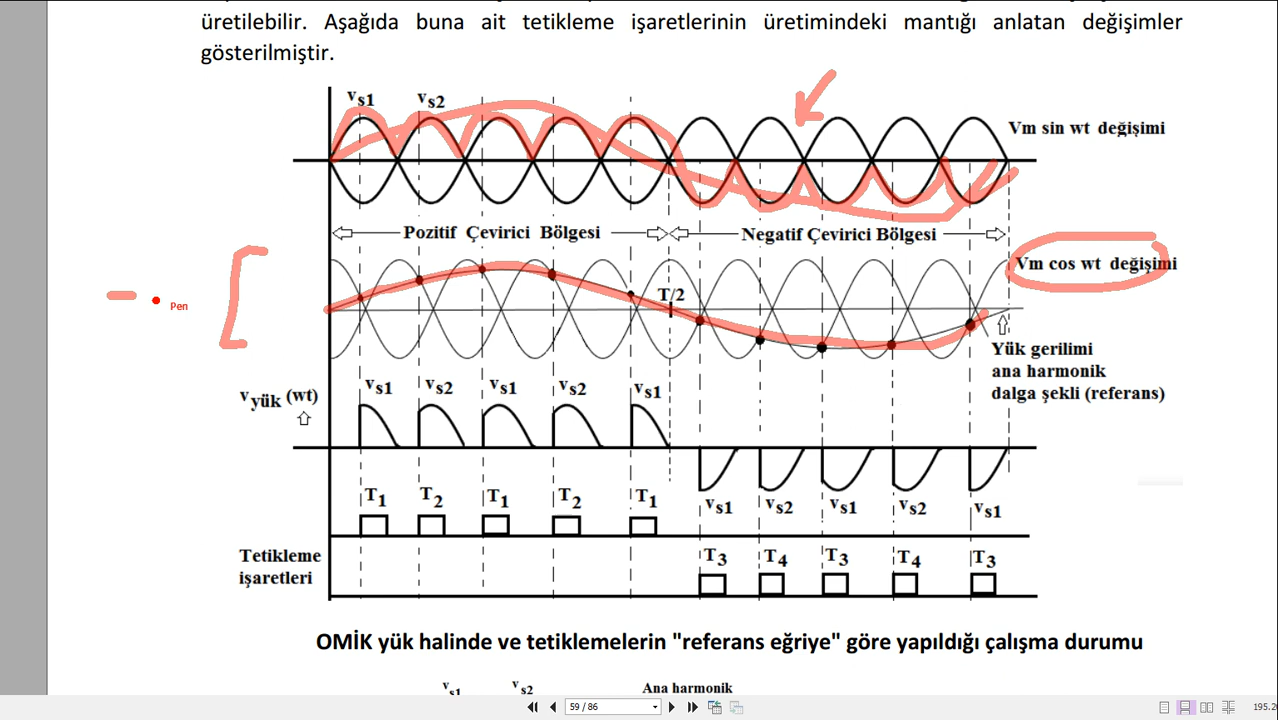 üretilebilir. Aşağıda buna ait tetikleme işaretlerinin üretimindeki mantığı anlatan değişimler
gösterilmiştir.
vs1 vs2
Vm sin wt değişimi
Pozitif Çevirici Bölgesi Negatif Çevirici Bölgesi
Vm cos wt değişimi
T/2
Pen
Yük gerilimi
ana harmonik
dalga şekli (referans)
vyük (wt)
vs1 vs2 vs1 vs2 vs1
vs1 vs2 vs1 vs2 vs1
T1 T2 T1 T2 T1
Tetikleme
işaretleri
T3 T4 T3 T4 T3
OMİK yük halinde ve tetiklemelerin "referans eğriye" göre yapıldığı çalışma durumu
vs1 vs2 Ana harmonik
59 / 86